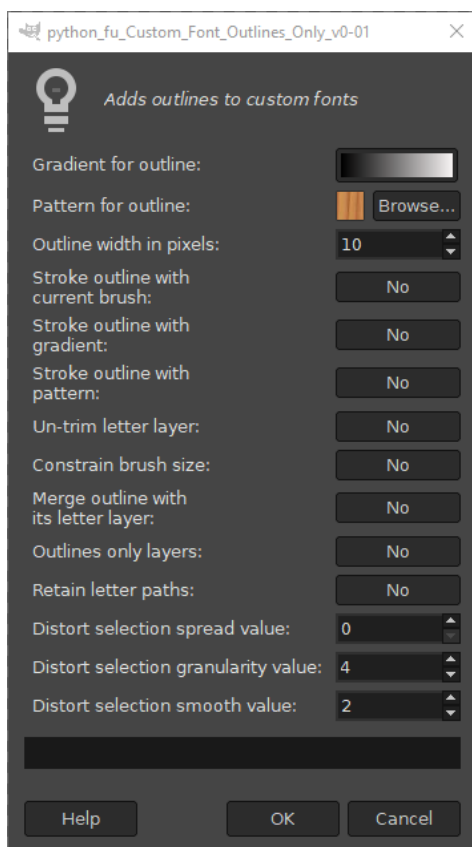 python_fu_Custom_Font_Outlines_Only_v0-01
Adds outlines to custom fonts
Gradient for outline:
Pattern for outline: Browse...
Outline width in pixels: 10
Stroke outline with
current brush: No
Stroke outline with
gradient: No
Stroke outline with
pattern: No
Un-trim letter layer: No
Constrain brush size: No
Merge outline with
its letter layer: No
Outlines only layers: No
Retain letter paths: No
Distort selection spread value: 0
Distort selection granularity value: 4
Distort selection smooth value: 2
Help OK Cancel